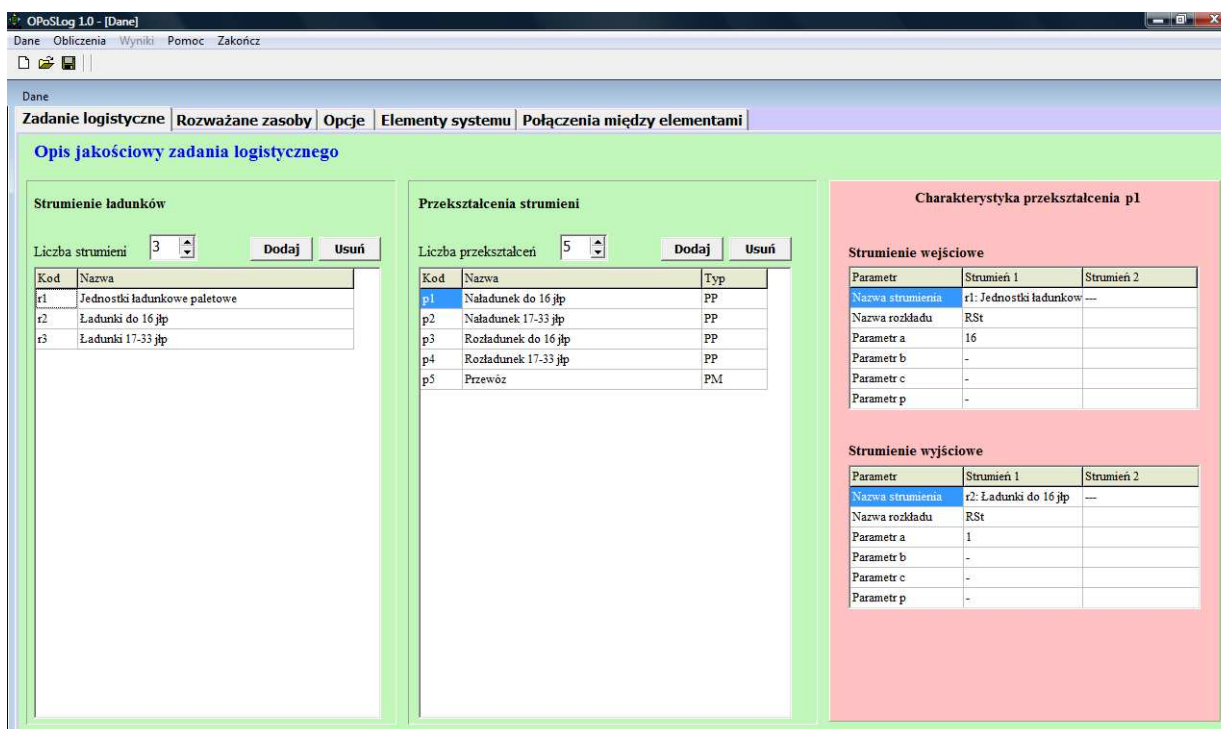 OPoSLog 1.0 - [Dane]
Dane Obliczenia Wyniki Pomoc Zakończ
Dane
Zadanie logistyczne Rozważane zasoby Opcje Elementy systemu Połączenia między elementami
Opis jakościowy zadania logistycznego
Strumienie ładunków
Liczba strumieni 3 Dodaj Usuń
Kod Nazwa
r1 Jednostki ładunkowe paletowe
r2 Ładunki do 16 jłp
r3 Ładunki 17-33 jłp
Przekształcenia strumieni
Liczba przekształceń 5 Dodaj Usuń
Kod Nazwa Typ
p1 Naładunek do 16 jłp PP
p2 Naładunek 17-33 jłp PP
p3 Rozładunek do 16 jłp PP
p4 Rozładunek 17-33 jłp PP
p5 Przewóz PM
Charakterystyka przekształcenia p1
Strumienie wejściowe
Parametr Strumień 1 Strumień 2
Nazwa strumienia r1: Jednostki ładunkow ---
Nazwa rozkładu RSt
Parametr a 16
Parametr b -
Parametr c -
Parametr p -
Strumienie wyjściowe
Parametr Strumień 1 Strumień 2
Nazwa strumienia r2: Ładunki do 16 jłp ---
Nazwa rozkładu RSt
Parametr a 1
Parametr b -
Parametr c -
Parametr p -